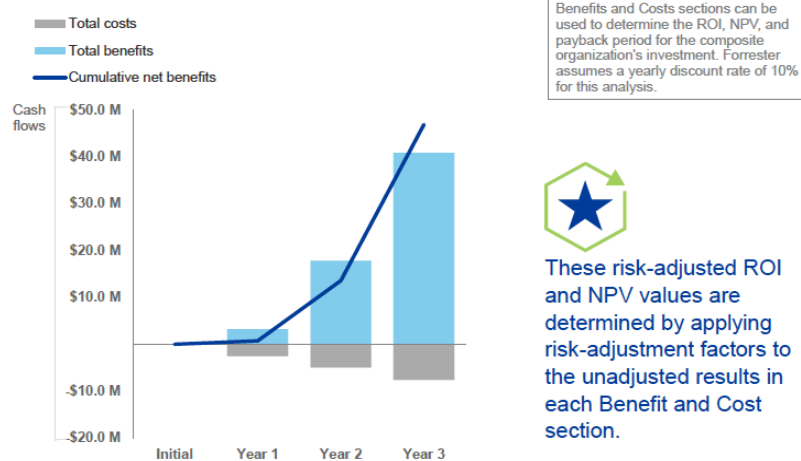 Total costs
Total benefits
Cumulative net benefits
Cash
flows
$50.0 M
$40.0 M
$30.0 M
$20.0 M
$10.0 M
-$10.0 M
-$20.0 M
Initial
Year 1
Year 2
Year 3
Benefits and Costs sections can be
used to determine the ROI, NPV, and
payback period for the composite
organization's investment. Forrester
assumes a yearly discount rate of 10%
for this analysis.
These risk-adjusted ROI
and NPV values are
determined by applying
risk-adjustment factors to
the unadjusted results in
each Benefit and Cost
section.